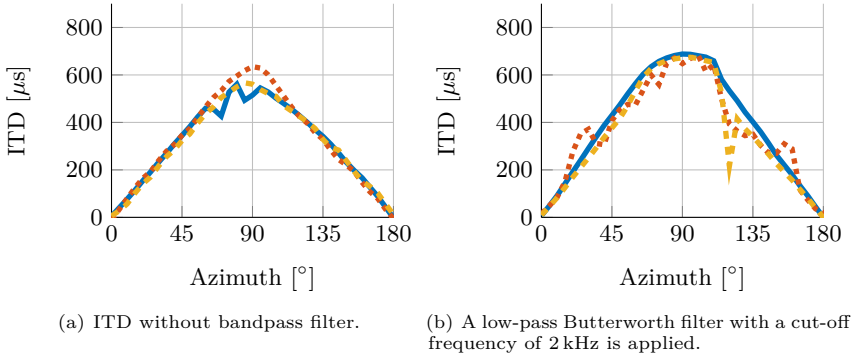 800
600
400
200
0
ITD [μs]
0 45 90 135 180
Azimuth [°]
(a) ITD without bandpass filter.
800
600
400
200
0
ITD [μs]
0 45 90 135 180
Azimuth [°]
(b) A low-pass Butterworth filter with a cut-off
frequency of 2 kHz is applied.